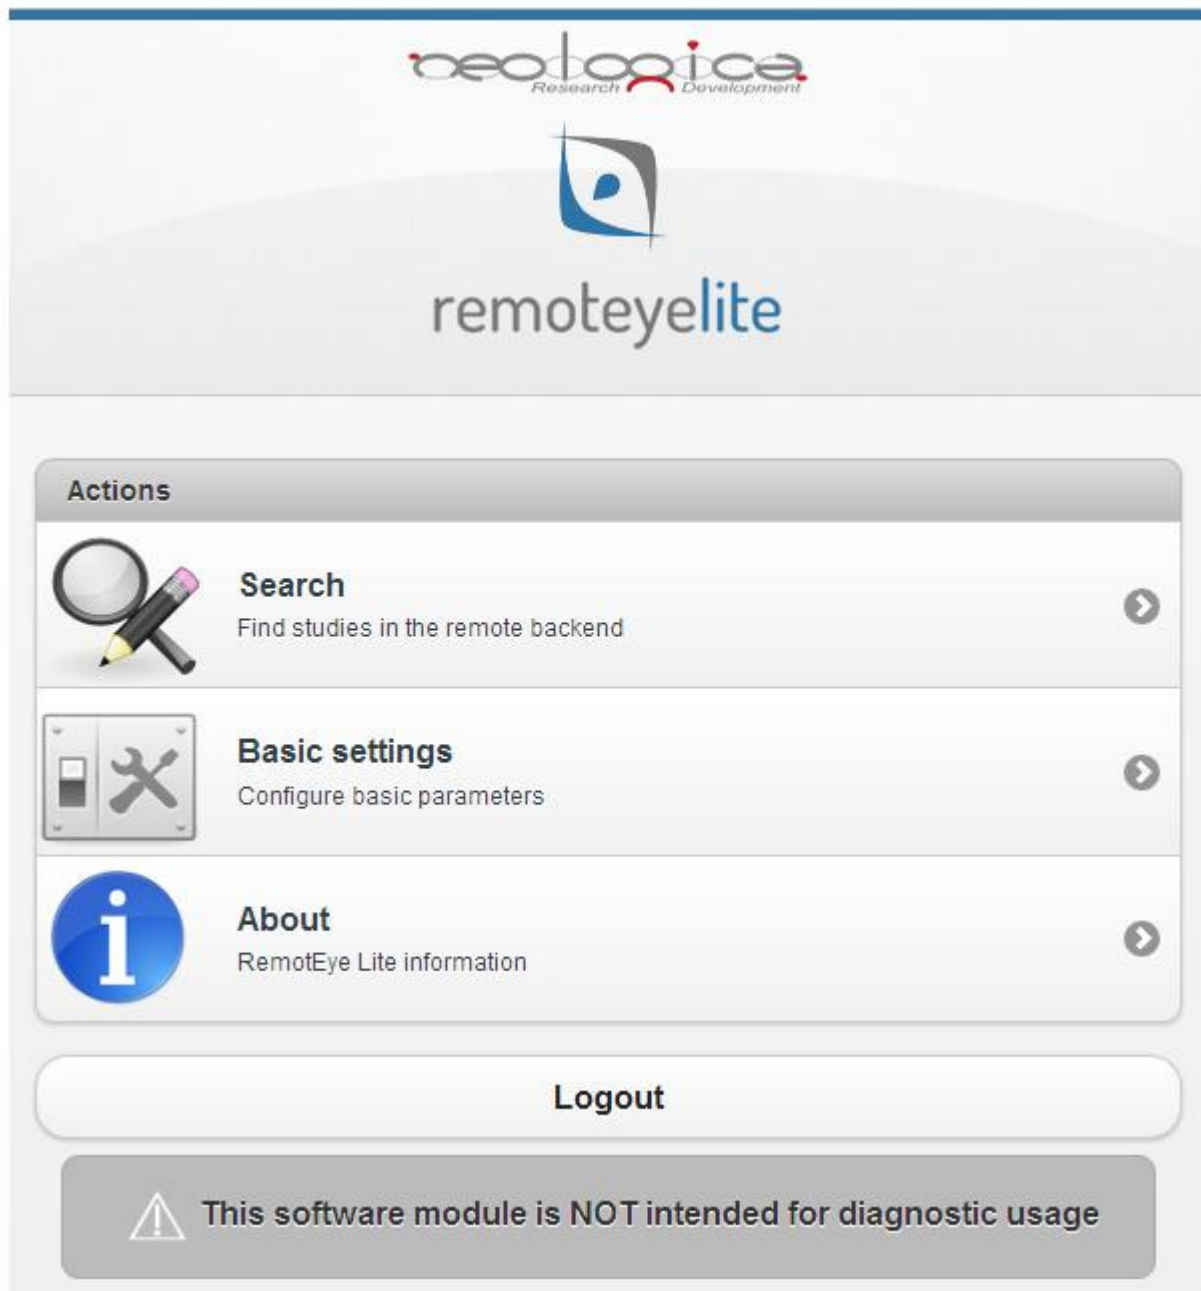 neologica
Research Development
remoteyelite
Actions
Search
Find studies in the remote backend
Basic settings
Configure basic parameters
About
RemotEye Lite information
Logout
This software module is NOT intended for diagnostic usage